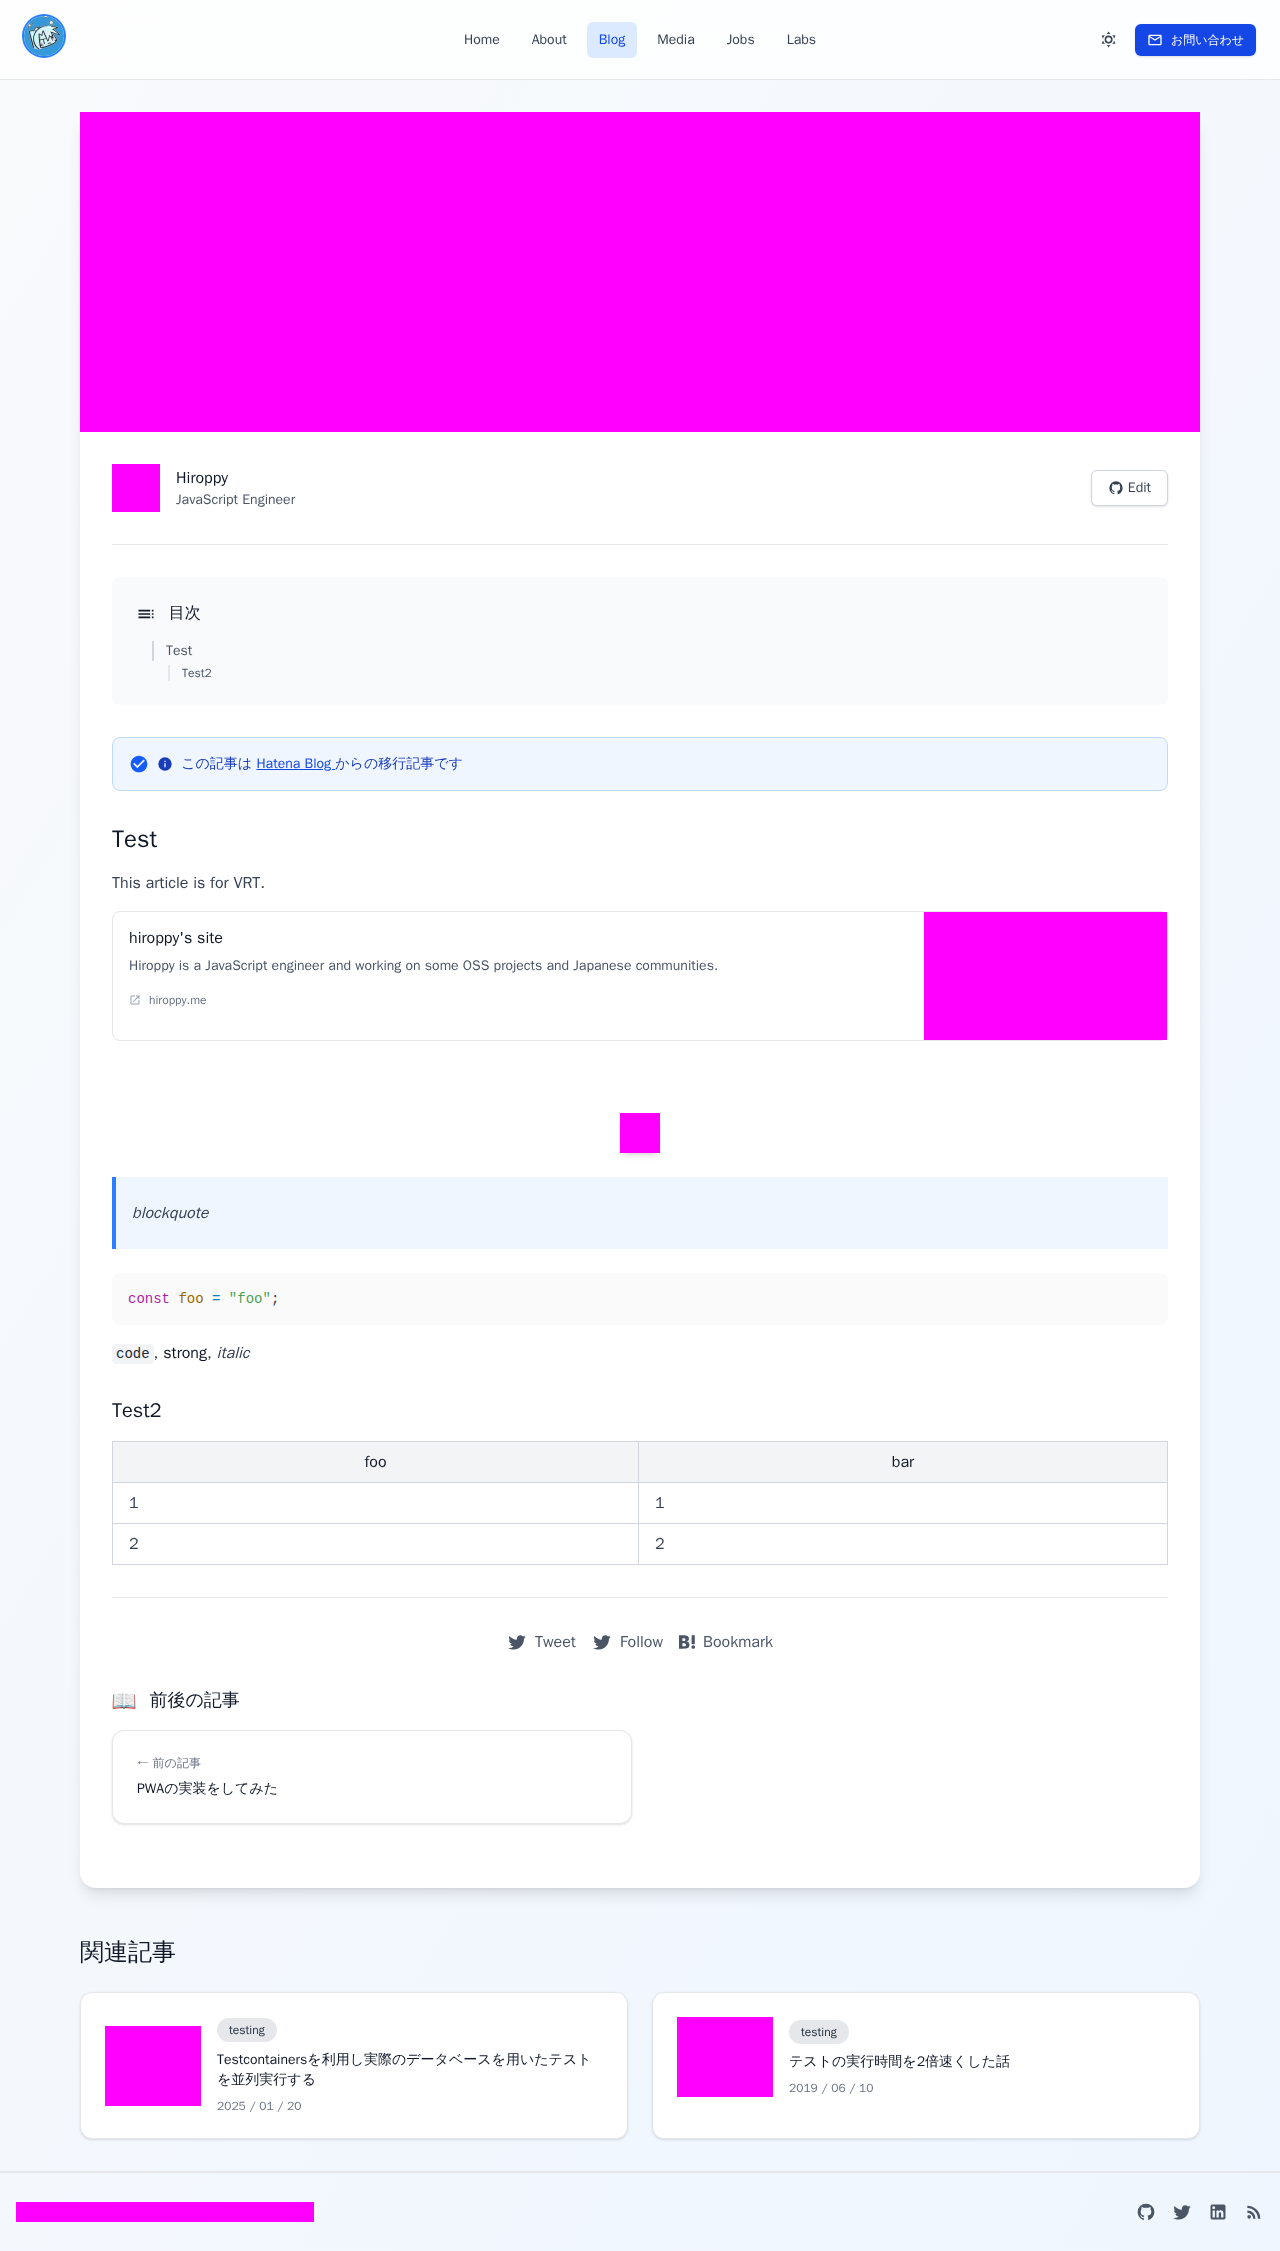 Home
About
Blog
Media
Jobs
Labs
お問い合わせ
Hiroppy
JavaScript Engineer
Edit
目次
Test
Test2
この記事は Hatena Blog からの移行記事です
Test
This article is for VRT.
hiroppy's site
Hiroppy is a JavaScript engineer and working on some OSS projects and Japanese communities.
hiroppy.me
blockquote
const foo = "foo";
code, strong, italic
Test2
foo bar
1 1
2 2
Tweet
Follow
B! Bookmark
📖 前後の記事
← 前の記事
PWAの実装をしてみた
関連記事
testing
Testcontainersを利用し実際のデータベースを用いたテスト
を並列実行する
2025 / 01 / 20
testing
テストの実行時間を2倍速くした話
2019 / 06 / 10